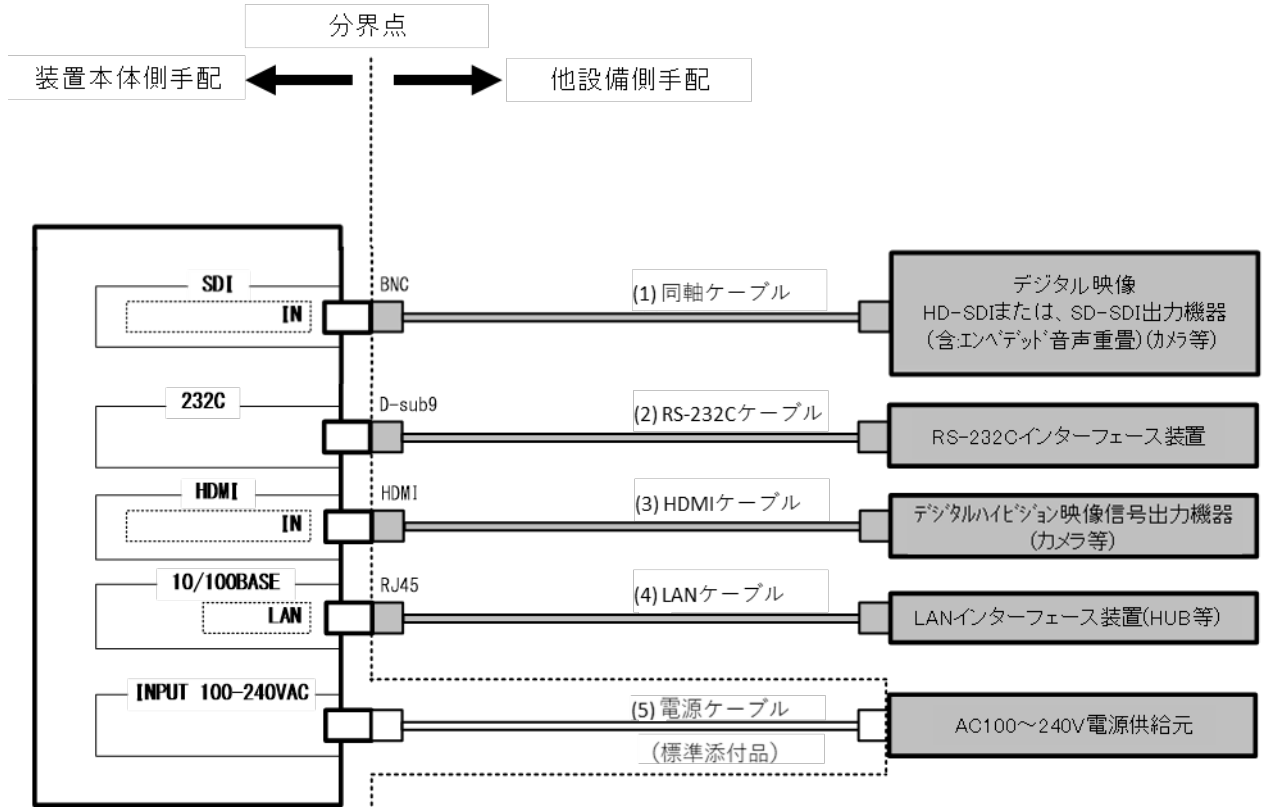 分界点
装置本体側手配
他設備側手配
SDI
IN
BNC
(1) 同軸ケーブル
デジタル映像
HD-SDIまたは、SD-SDI出力機器
(含:エンベデッド音声重畳)(カメラ等)
232C
D-sub9
(2) RS-232Cケーブル
RS-232Cインターフェース装置
HDMI
IN
HDMI
(3) HDMIケーブル
デジタルハイビジョン映像信号出力機器
(カメラ等)
10/100BASE
LAN
RJ45
(4) LANケーブル
LANインターフェース装置(HUB等)
INPUT 100-240VAC
(5) 電源ケーブル
(標準添付品)
AC100～240V電源供給元